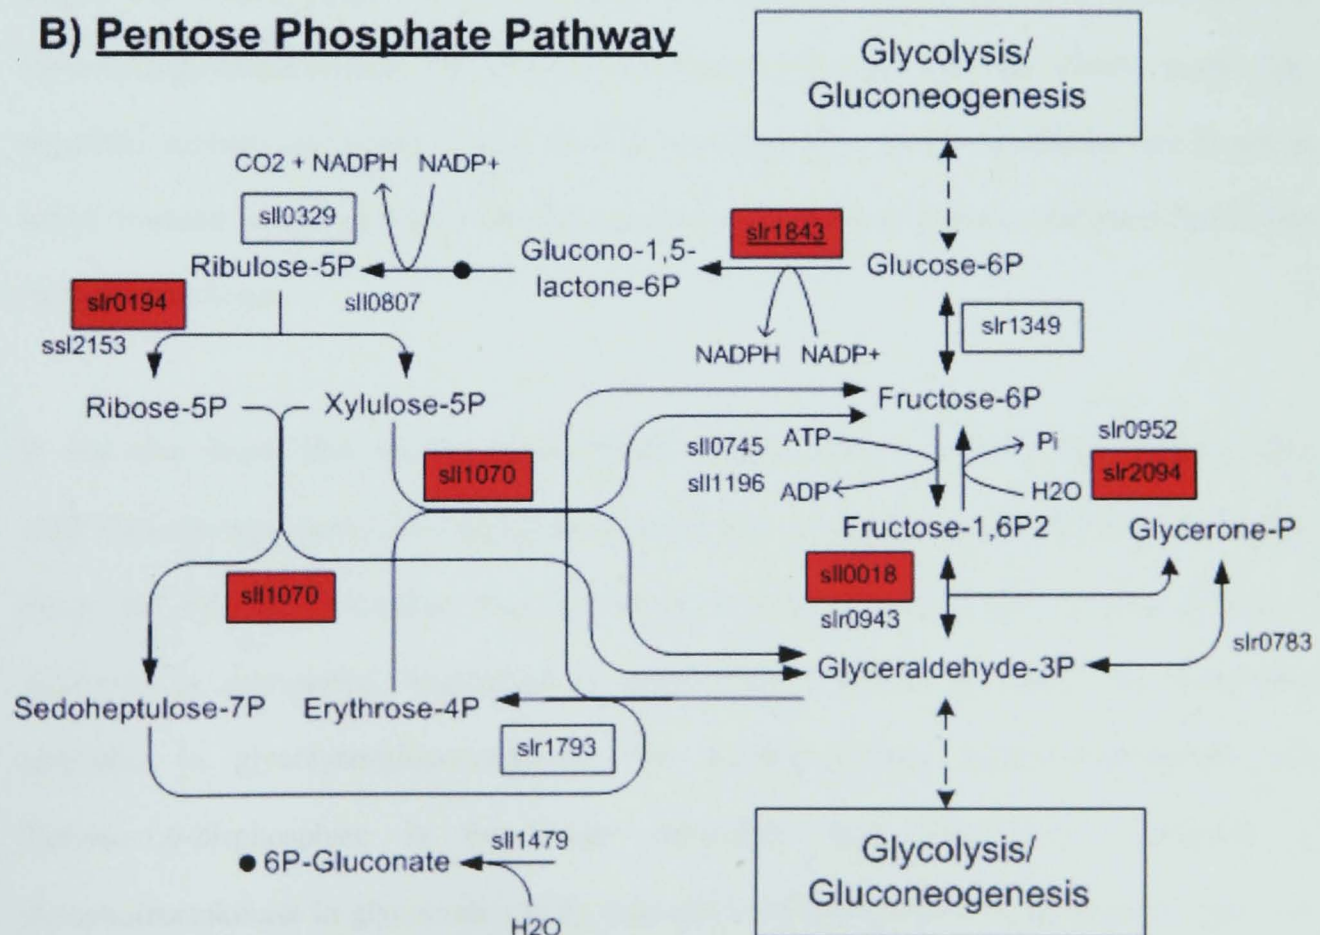 B) Pentose Phosphate Pathway
Glycolysis/
Gluconeogenesis
CO2 + NADPH NADP+
sll0329
slr1843
Glucono-1,5-
lactone-6P
Glucose-6P
Ribulose-5P
sll0807
slr0194
ssl2153
slr1349
NADPH NADP+
Ribose-5P
Xylulose-5P
Fructose-6P
sll0745
sll1196
ATP
ADP
Pi
H2O
slr0952
slr2094
sll1070
Fructose-1,6P2
Glycerone-P
sll0018
slr0943
sll1070
slr0783
Glyceraldehyde-3P
Sedoheptulose-7P
Erythrose-4P
slr1793
sll1479
6P-Gluconate
H2O
Glycolysis/
Gluconeogenesis